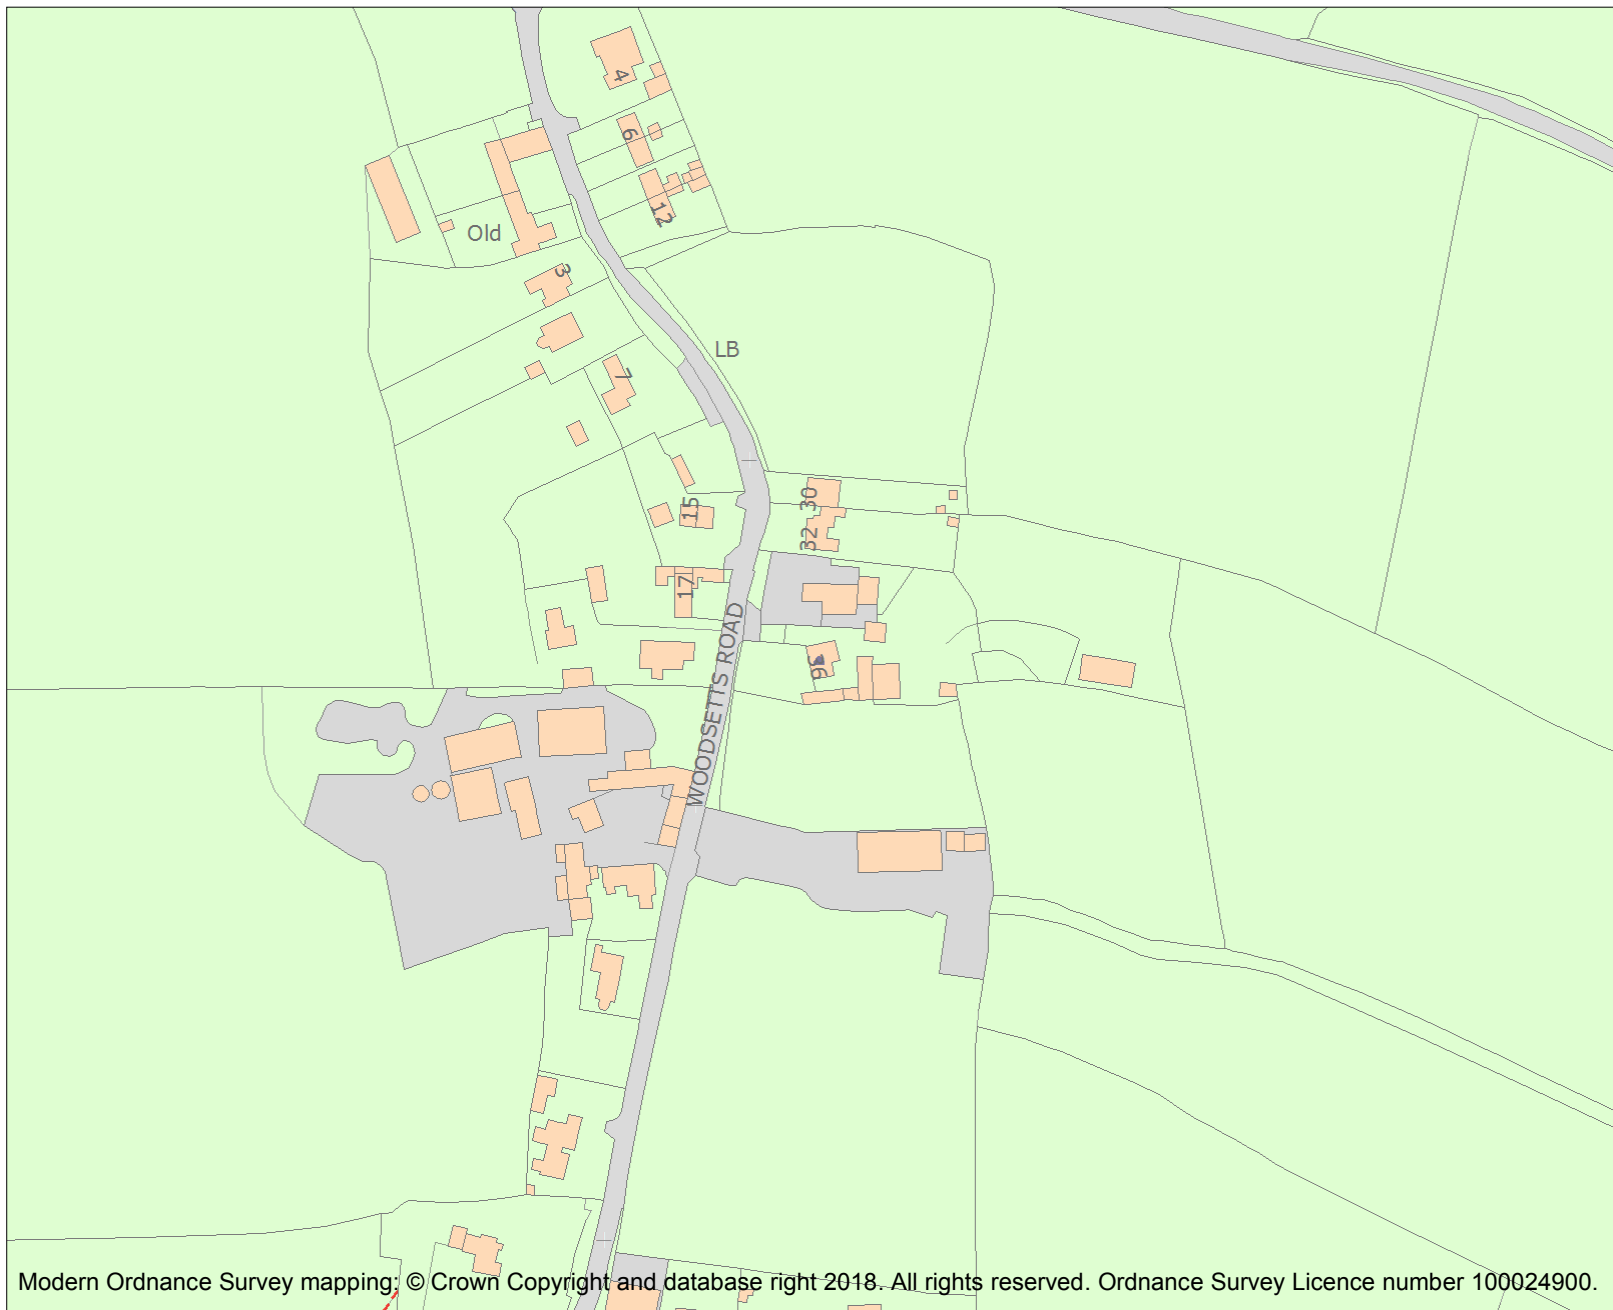 4
6
12
Old
3
LB
7
30
15
32
17
WOODSETTS ROAD
36
Modern Ordnance Survey mapping: © Crown Copyright and database right 2018. All rights reserved. Ordnance Survey Licence number 100024900.